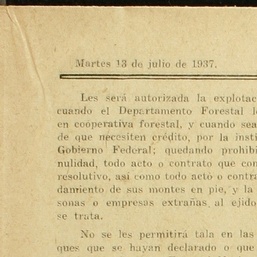 Martes 13 de julio de 1937.
Les será autorizada la explotac
cuando el Departamento Forestal l
en cooperativa forestal, y cuando sea
de que necesiten crédito, por la insti
Gobierno Federal; quedando prohibi
nulidad, todo acto o contrato que con
resolutivo, así como todo acto o contra
damiento de sus montes en pie, y la
sonas o empresas extrañas al ejido
se trata.
No se les permitirá tala en las
ques que se hayan declarado o que